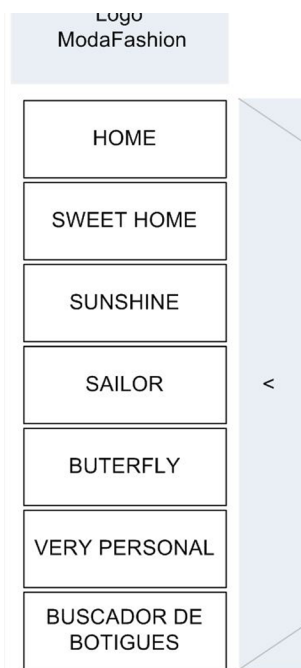 Logo
ModaFashion
HOME
SWEET HOME
SUNSHINE
SAILOR
<
BUTERFLY
VERY PERSONAL
BUSCADOR DE
BOTIGUES